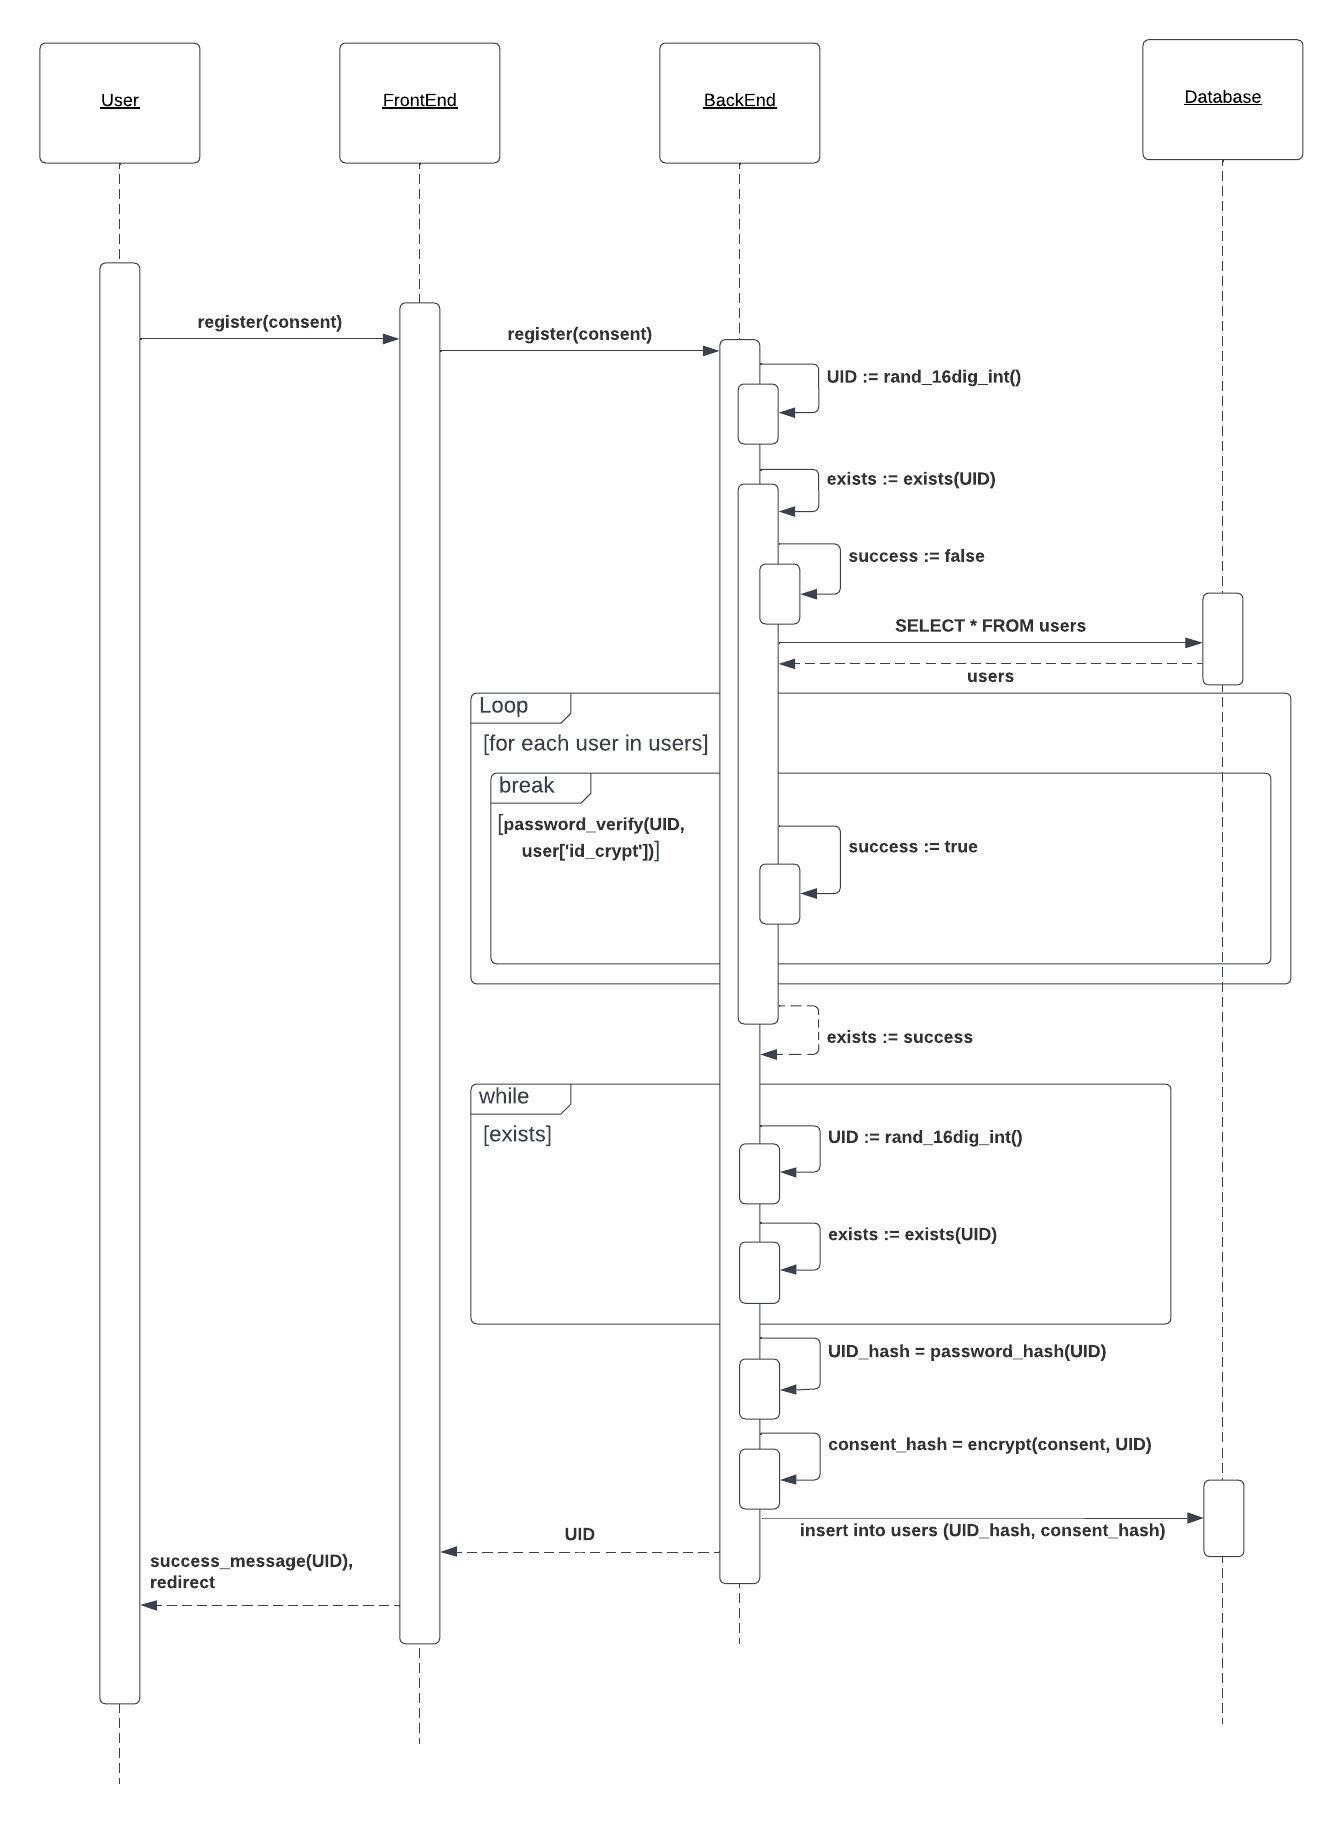 User
FrontEnd
BackEnd
Database
register(consent)
register(consent)
UID := rand_16dig_int()
exists := exists(UID)
success := false
SELECT * FROM users
users
Loop
[for each user in users]
break
[password_verify(UID,
user['id_crypt'])]
success := true
exists := success
while
[exists]
UID := rand_16dig_int()
exists := exists(UID)
UID_hash = password_hash(UID)
consent_hash = encrypt(consent, UID)
insert into users (UID_hash, consent_hash)
UID
success_message(UID),
redirect